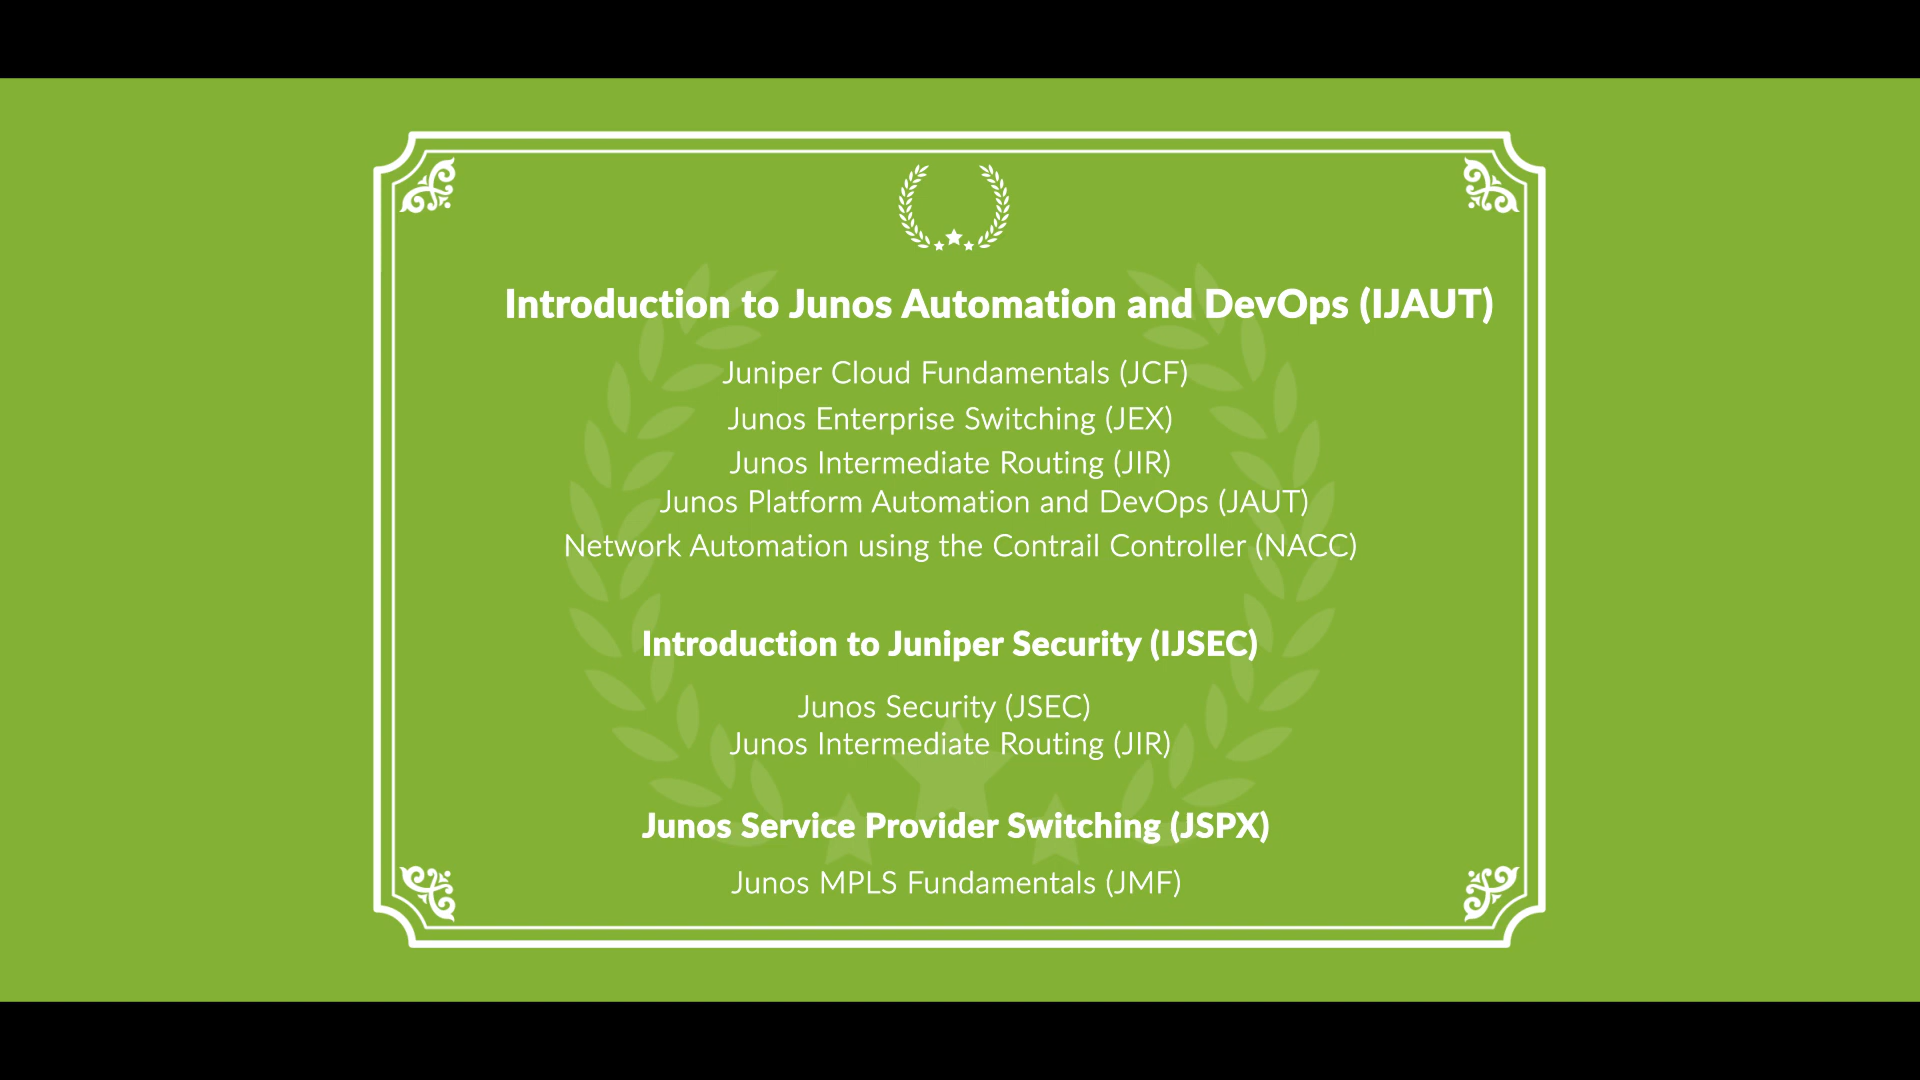 Introduction to Junos Automation and DevOps (IJAUT)
Juniper Cloud Fundamentals (JCF)
Junos Enterprise Switching (JEX)
Junos Intermediate Routing (JIR)
Junos Platform Automation and DevOps (JAUT)
Network Automation using the Contrail Controller (NACC)
Introduction to Juniper Security (IJSEC)
Junos Security (JSEC)
Junos Intermediate Routing (JIR)
Junos Service Provider Switching (JSPX)
Junos MPLS Fundamentals (JMF)